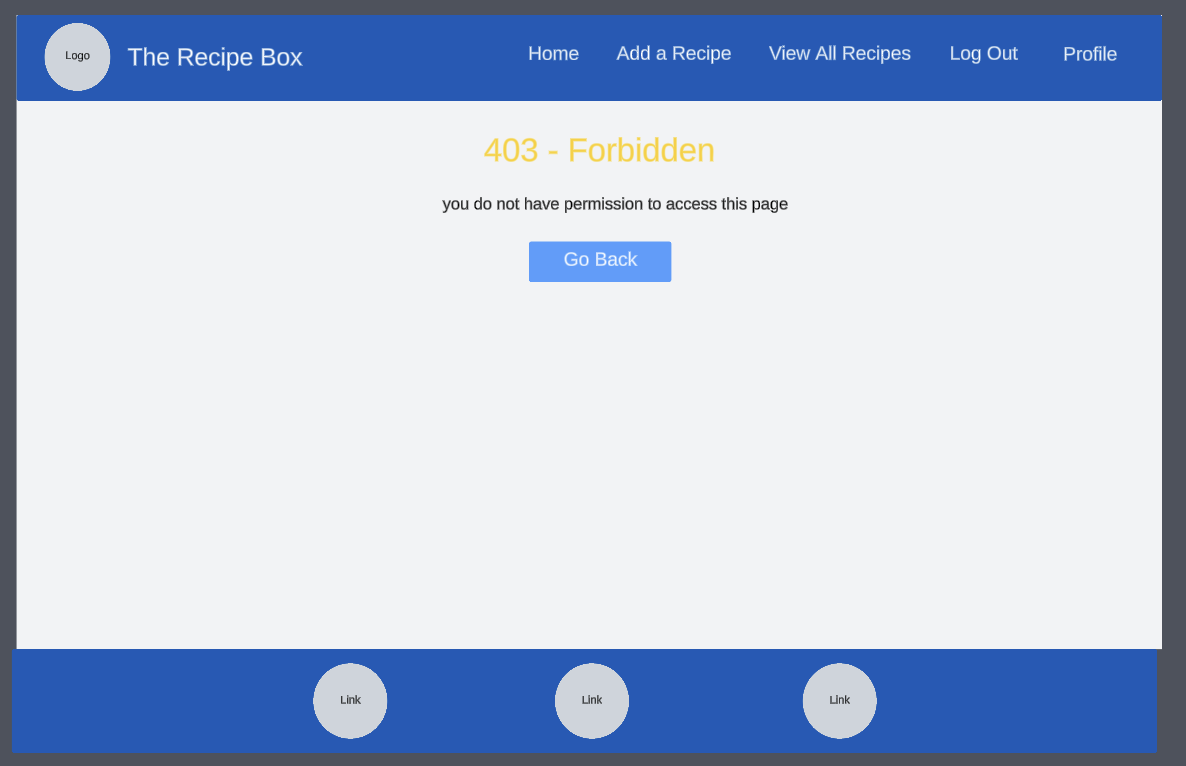 Logo
The Recipe Box
Home
Add a Recipe
View All Recipes
Log Out
Profile
403 - Forbidden
you do not have permission to access this page
Go Back
Link
Link
Link